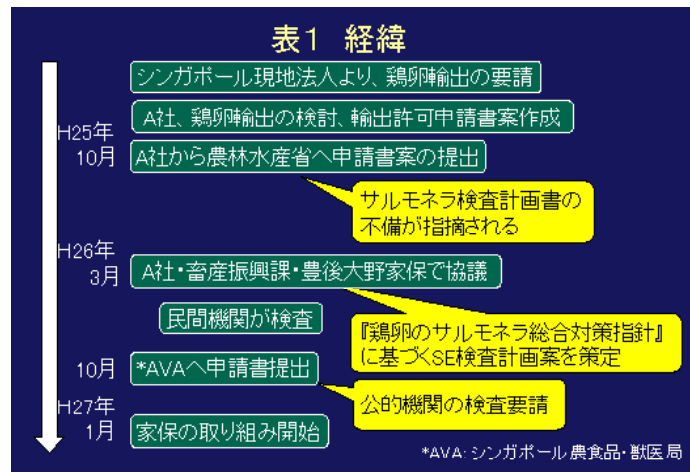 表1 経緯
シンガポール現地法人より、鶏卵輸出の要請
A社、鶏卵輸出の検討、輸出許可申請書案作成
H25年
10月
A社から農林水産省へ申請書案の提出
サルモネラ検査計画書の
不備が指摘される
H26年
3月
A社・畜産振興課・豊後大野家保で協議
民間機関が検査
『鶏卵のサルモネラ総合対策指針』
に基づくSE検査計画案を策定
10月
*AVAへ申請書提出
公的機関の検査要請
H27年
1月
家保の取り組み開始
*AVA:シンガポール農食品・獣医局